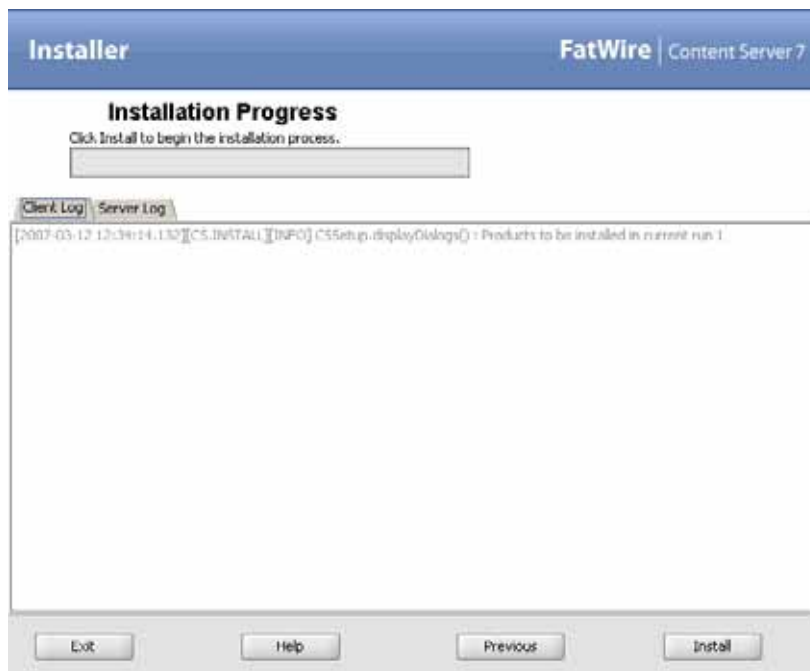 Installer
FatWire | Content Server 7
Installation Progress
Click Install to begin the installation process.
Client Log Server Log
[2007-03-12 12:34:14.132][CS.INSTALL][INFO] CSSetup.displayDialogs() : Products to be installed in current run 1
Exit Help Previous Install